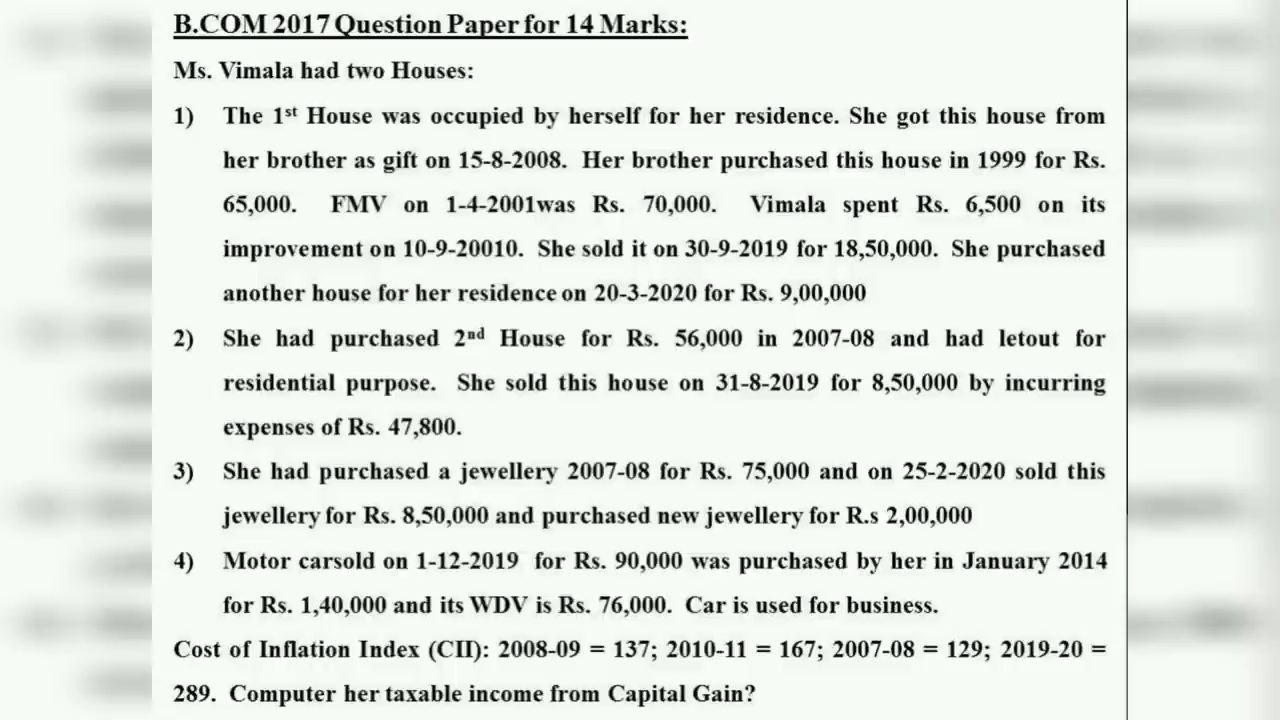 B.COM 2017 Question Paper for 14 Marks:
Ms. Vimala had two Houses:
1) The 1st House was occupied by herself for her residence. She got this house from
her brother as gift on 15-8-2008. Her brother purchased this house in 1999 for Rs.
65,000. FMV on 1-4-2001was Rs. 70,000. Vimala spent Rs. 6,500 on its
improvement on 10-9-20010. She sold it on 30-9-2019 for 18,50,000. She purchased
another house for her residence on 20-3-2020 for Rs. 9,00,000
2) She had purchased 2nd House for Rs. 56,000 in 2007-08 and had letout for
residential purpose. She sold this house on 31-8-2019 for 8,50,000 by incurring
expenses of Rs. 47,800.
3) She had purchased a jewellery 2007-08 for Rs. 75,000 and on 25-2-2020 sold this
jewellery for Rs. 8,50,000 and purchased new jewellery for R.s 2,00,000
4) Motor carsold on 1-12-2019 for Rs. 90,000 was purchased by her in January 2014
for Rs. 1,40,000 and its WDV is Rs. 76,000. Car is used for business.
Cost of Inflation Index (CII): 2008-09 = 137; 2010-11 = 167; 2007-08 = 129; 2019-20 =
289. Computer her taxable income from Capital Gain?